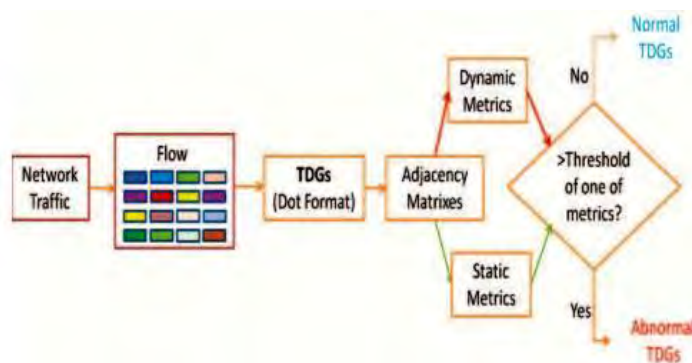 Network
Traffic
Flow
TDGs
(Dot Format)
Adjacency
Matrixes
Dynamic
Metrics
Static
Metrics
>Threshold
of one of
metrics?
No
Normal
TDGs
Yes
Abnormal
TDGs